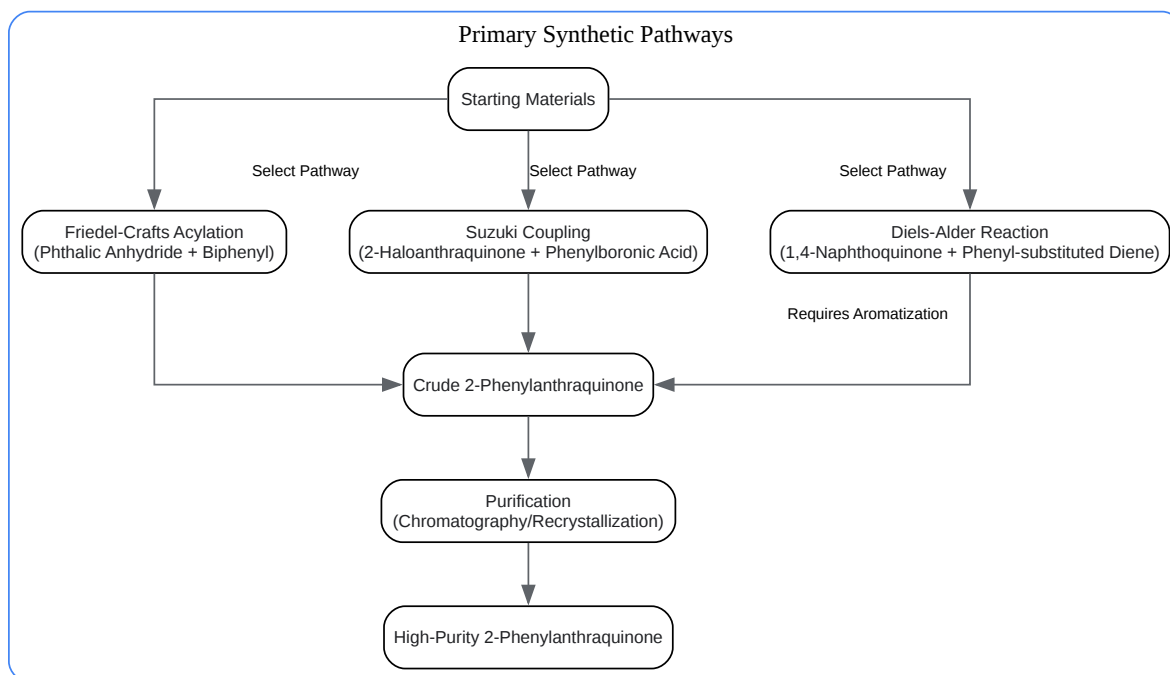 Primary Synthetic Pathways
Starting Materials
Select Pathway
Select Pathway
Select Pathway
Friedel-Crafts Acylation
(Phthalic Anhydride + Biphenyl)
Suzuki Coupling
(2-Haloanthraquinone + Phenylboronic Acid)
Diels-Alder Reaction
(1,4-Naphthoquinone + Phenyl-substituted Diene)
Requires Aromatization
Crude 2-Phenylanthraquinone
Purification
(Chromatography/Recrystallization)
High-Purity 2-Phenylanthraquinone